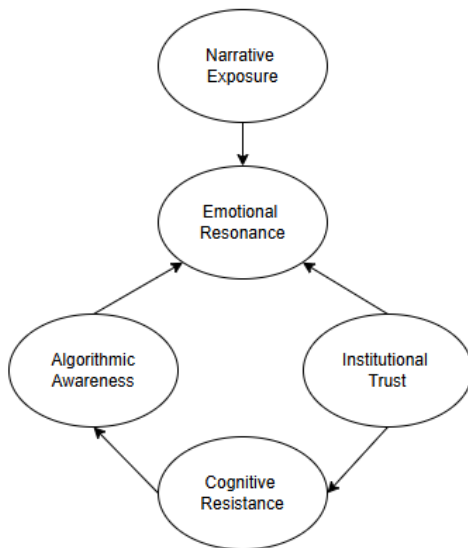 Narrative
Exposure
Emotional
Resonance
Algorithmic
Awareness
Institutional
Trust
Cognitive
Resistance